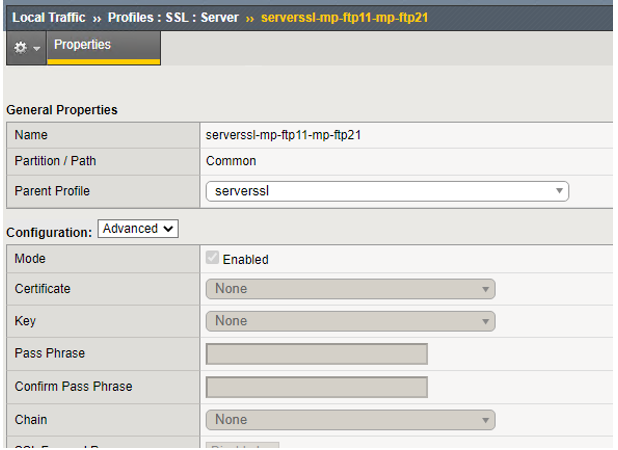 Local Traffic ›› Profiles : SSL : Server ›› serverssl-mp-ftp11-mp-ftp21
Properties
General Properties
Name serverssl-mp-ftp11-mp-ftp21
Partition / Path Common
Parent Profile serverssl
Configuration: Advanced
Mode Enabled
Certificate None
Key None
Pass Phrase
Confirm Pass Phrase
Chain None